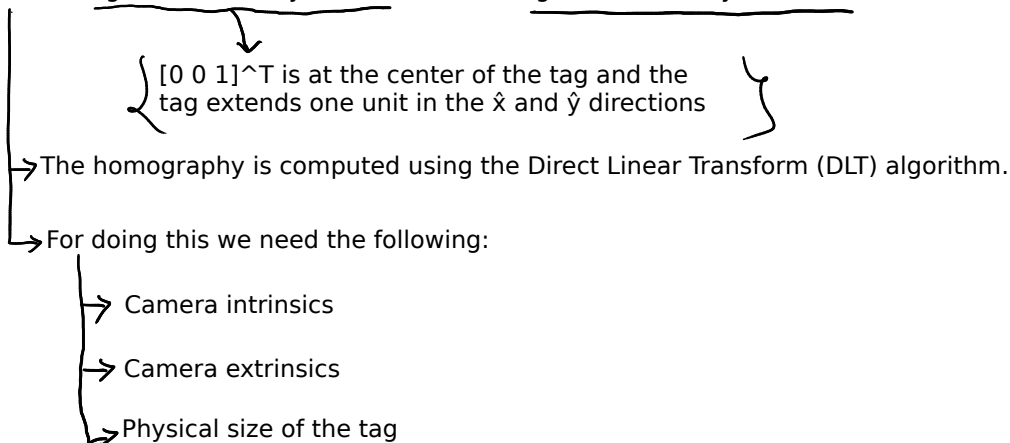 [0 0 1]^T is at the center of the tag and the
tag extends one unit in the x̂ and ŷ directions
The homography is computed using the Direct Linear Transform (DLT) algorithm.
For doing this we need the following:
Camera intrinsics
Camera extrinsics
Physical size of the tag